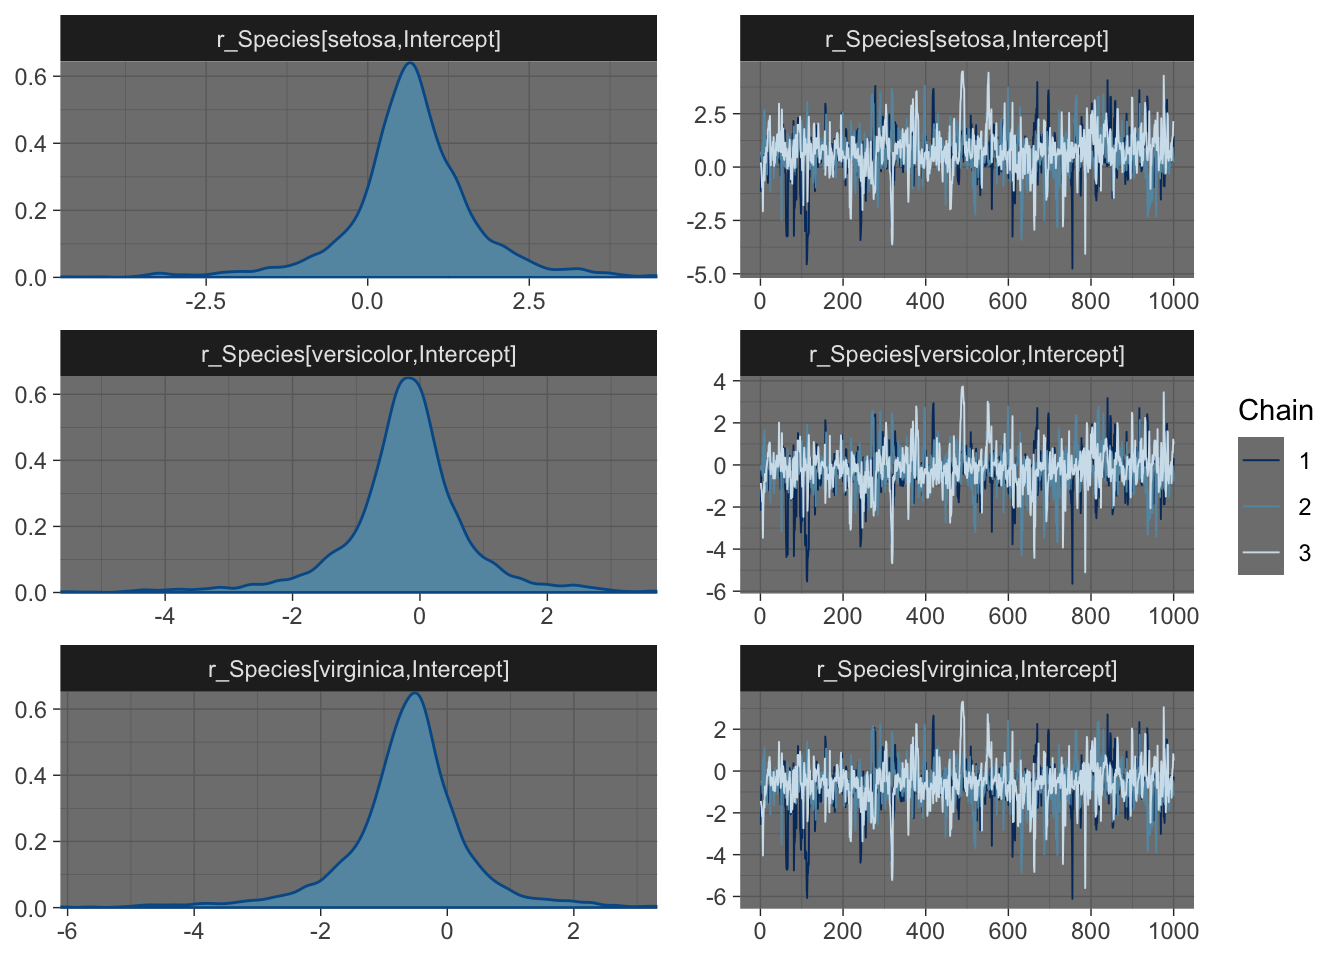 r_Species[setosa,Intercept]
0.6
0.4
0.2
0.0
-2.5 0.0 2.5
r_Species[setosa,Intercept]
2.5
0.0
-2.5
-5.0
0 200 400 600 800 1000
r_Species[versicolor,Intercept]
0.6
0.4
0.2
0.0
-4 -2 0 2
r_Species[versicolor,Intercept]
4
2
0
-2
-4
-6
0 200 400 600 800 1000
r_Species[virginica,Intercept]
0.6
0.4
0.2
0.0
-6 -4 -2 0 2
r_Species[virginica,Intercept]
2
0
-2
-4
-6
0 200 400 600 800 1000
Chain
1
2
3